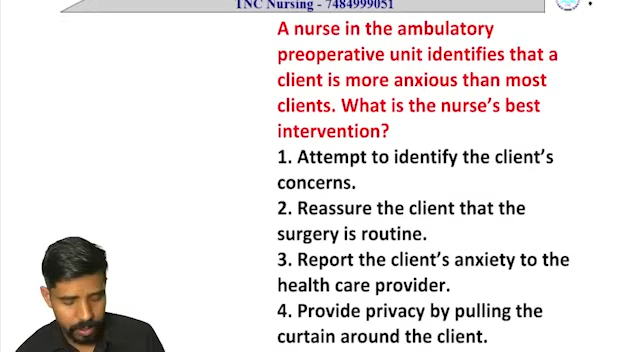 TNC Nursing - 7484999051
A nurse in the ambulatory
preoperative unit identifies that a
client is more anxious than most
clients. What is the nurse's best
intervention?
1. Attempt to identify the client's
concerns.
2. Reassure the client that the
surgery is routine.
3. Report the client's anxiety to the
health care provider.
4. Provide privacy by pulling the
curtain around the client.